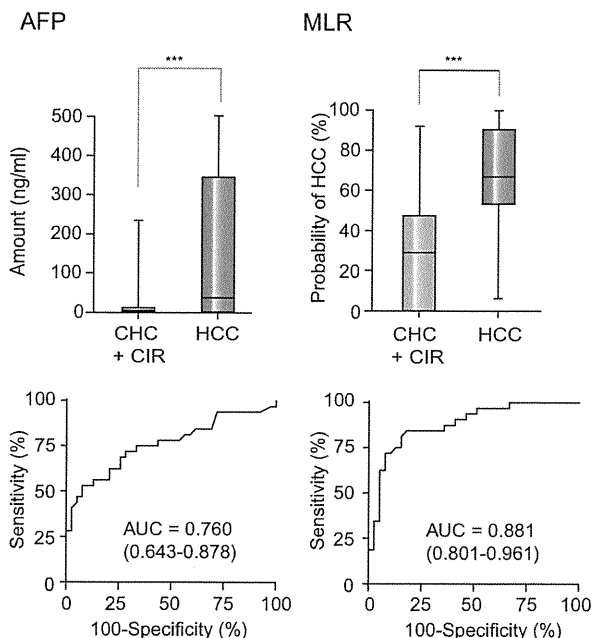 AFP
MLR
***
***
500
400
300
200
100
0
Amount (ng/ml)
CHC
+ CIR
HCC
100
80
60
40
20
0
Probability of HCC (%)
CHC
+ CIR
HCC
100
75
50
25
0
Sensitivity (%)
AUC = 0.760
(0.643-0.878)
0 25 50 75 100
100-Specificity (%)
100
75
50
25
0
Sensitivity (%)
AUC = 0.881
(0.801-0.961)
0 25 50 75 100
100-Specificity (%)